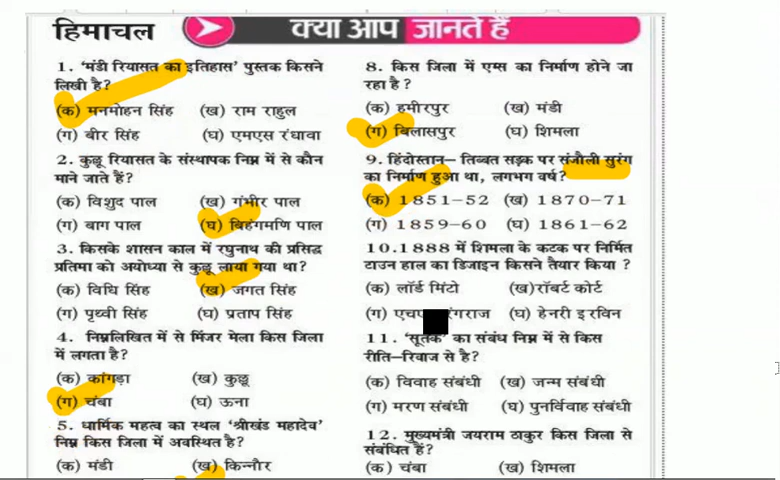 हिमाचल
क्या आप जानते हैं
1. 'मंडी रियासत का इतिहास' पुस्तक किसने
लिखी है?
(क) मनमोहन सिंह (ख) राम राहुल
(ग) बीर सिंह (घ) एमएस रंधावा
2. कुल्लू रियासत के संस्थापक निम्न में से कौन
माने जाते हैं?
(क) विशुद पाल (ख) गंभीर पाल
(ग) बाग पाल (घ) बिहंगमणि पाल
3. किसके शासन काल में रघुनाथ की प्रसिद्ध
प्रतिमा को अयोध्या से कुल्लू लाया गया था?
(क) विधि सिंह (ख) जगत सिंह
(ग) पृथ्वी सिंह (घ) प्रताप सिंह
4. निम्नलिखित में से मिंजर मेला किस जिला
में लगता है?
(क) कांगड़ा (ख) कुल्लू
(ग) चंबा (घ) ऊना
5. धार्मिक महत्व का स्थल 'श्रीखंड महादेव'
निम्न किस जिला में अवस्थित है?
(क) मंडी (ख) किन्नौर
8. किस जिला में एम्स का निर्माण होने जा
रहा है ?
(क) हमीरपुर (ख) मंडी
(ग) बिलासपुर (घ) शिमला
9. हिंदोस्तान– तिब्बत सड़क पर संजौली सुरंग
का निर्माण हुआ था, लगभग वर्ष?
(क) 1851-52 (ख) 1870-71
(ग) 1859-60 (घ) 1861-62
10.1888 में शिमला के कटक पर निर्मित
टाउन हाल का डिजाइन किसने तैयार किया ?
(क) लॉर्ड मिंटो (ख)रॉबर्ट कोर्ट
(ग) (घ) हेनरी इरविन
11. 'सूतक' का संबंध निम्न में से किस
रीति-रिवाज से है?
(क) विवाह संबंधी (ख) जन्म संबंधी
(ग) मरण संबंधी (घ) पुनर्विवाह संबंधी
12. मुख्यमंत्री जयराम ठाकुर किस जिला से
संबंधित हैं?
(क) चंबा (ख) शिमला